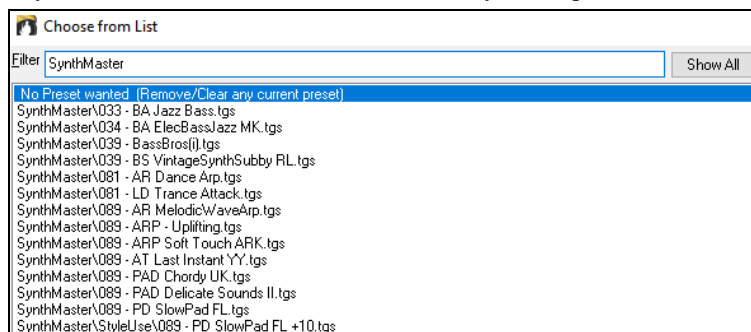 Choose from List
Filter SynthMaster Show All
No Preset wanted (Remove/Clear any current preset)
SynthMaster\033 - BA Jazz Bass.tgs
SynthMaster\034 - BA ElecBassJazz MK.tgs
SynthMaster\039 - BassBros(i).tgs
SynthMaster\039 - BS VintageSynthSubby RL.tgs
SynthMaster\081 - AR Dance Arp.tgs
SynthMaster\081 - LD Trance Attack.tgs
SynthMaster\089 - AR MelodicWaveArp.tgs
SynthMaster\089 - ARP - Uplifting.tgs
SynthMaster\089 - ARP Soft Touch ARK.tgs
SynthMaster\089 - AT Last Instant YY.tgs
SynthMaster\089 - PAD Chordy UK.tgs
SynthMaster\089 - PAD Delicate Sounds II.tgs
SynthMaster\089 - PD SlowPad FL.tgs
SynthMaster\StyleUse\089 - PD SlowPad FL +10.tgs